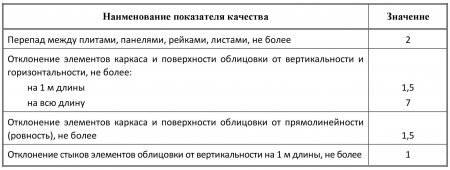 Наименование показателя качества Значение
Перепад между плитами, панелями, рейками, листами, не более 2
Отклонение элементов каркаса и поверхности облицовки от вертикальности и
горизонтальности, не более:
на 1 м длины 1,5
на всю длину 7
Отклонение элементов каркаса и поверхности облицовки от прямолинейности
(ровность), не более 1,5
Отклонение стыков элементов облицовки от вертикальности на 1 м длины, не более 1